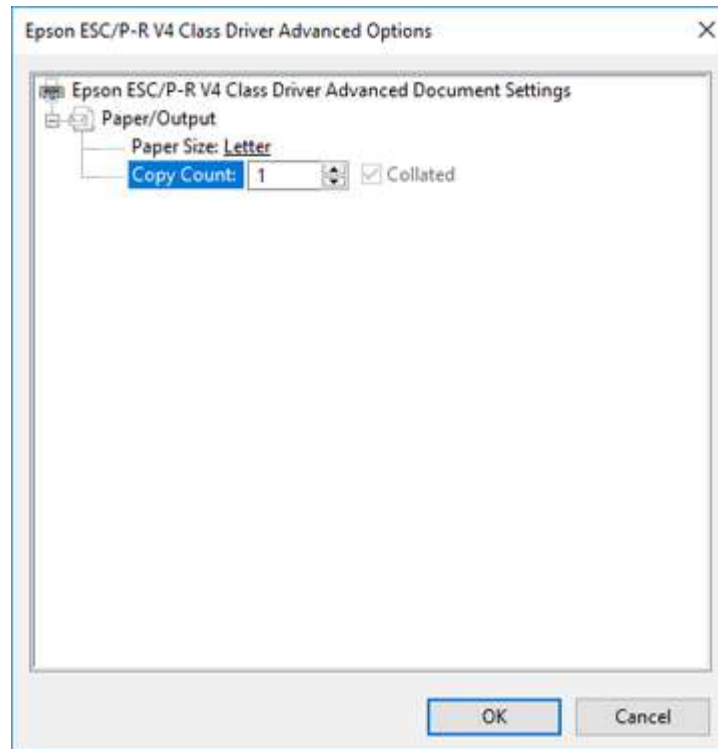 Epson ESC/P-R V4 Class Driver Advanced Options
Epson ESC/P-R V4 Class Driver Advanced Document Settings
Paper/Output
Paper Size: Letter
Copy Count: 1 Collated
OK Cancel